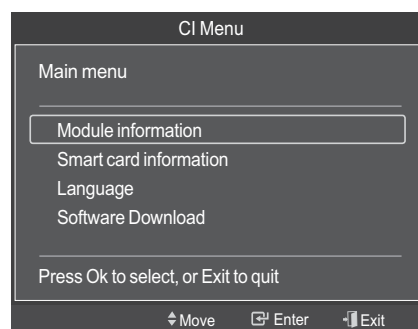 CI Menu
Main menu
Module information
Smart card information
Language
Software Download
Press Ok to select, or Exit to quit
Move Enter Exit